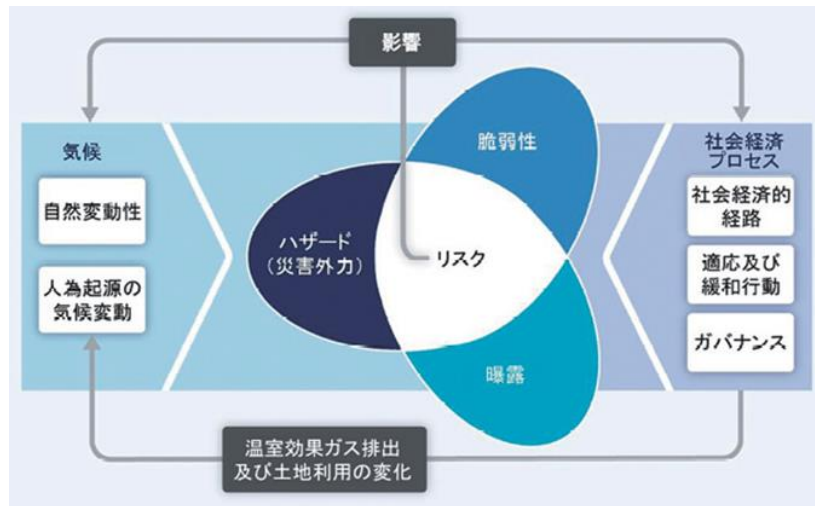 影響
気候
自然変動性
人為起源の
気候変動
ハザード
(災害外力)
脆弱性
リスク
曝露
社会経済
プロセス
社会経済的
経路
適応及び
緩和行動
ガバナンス
温室効果ガス排出
及び土地利用の変化